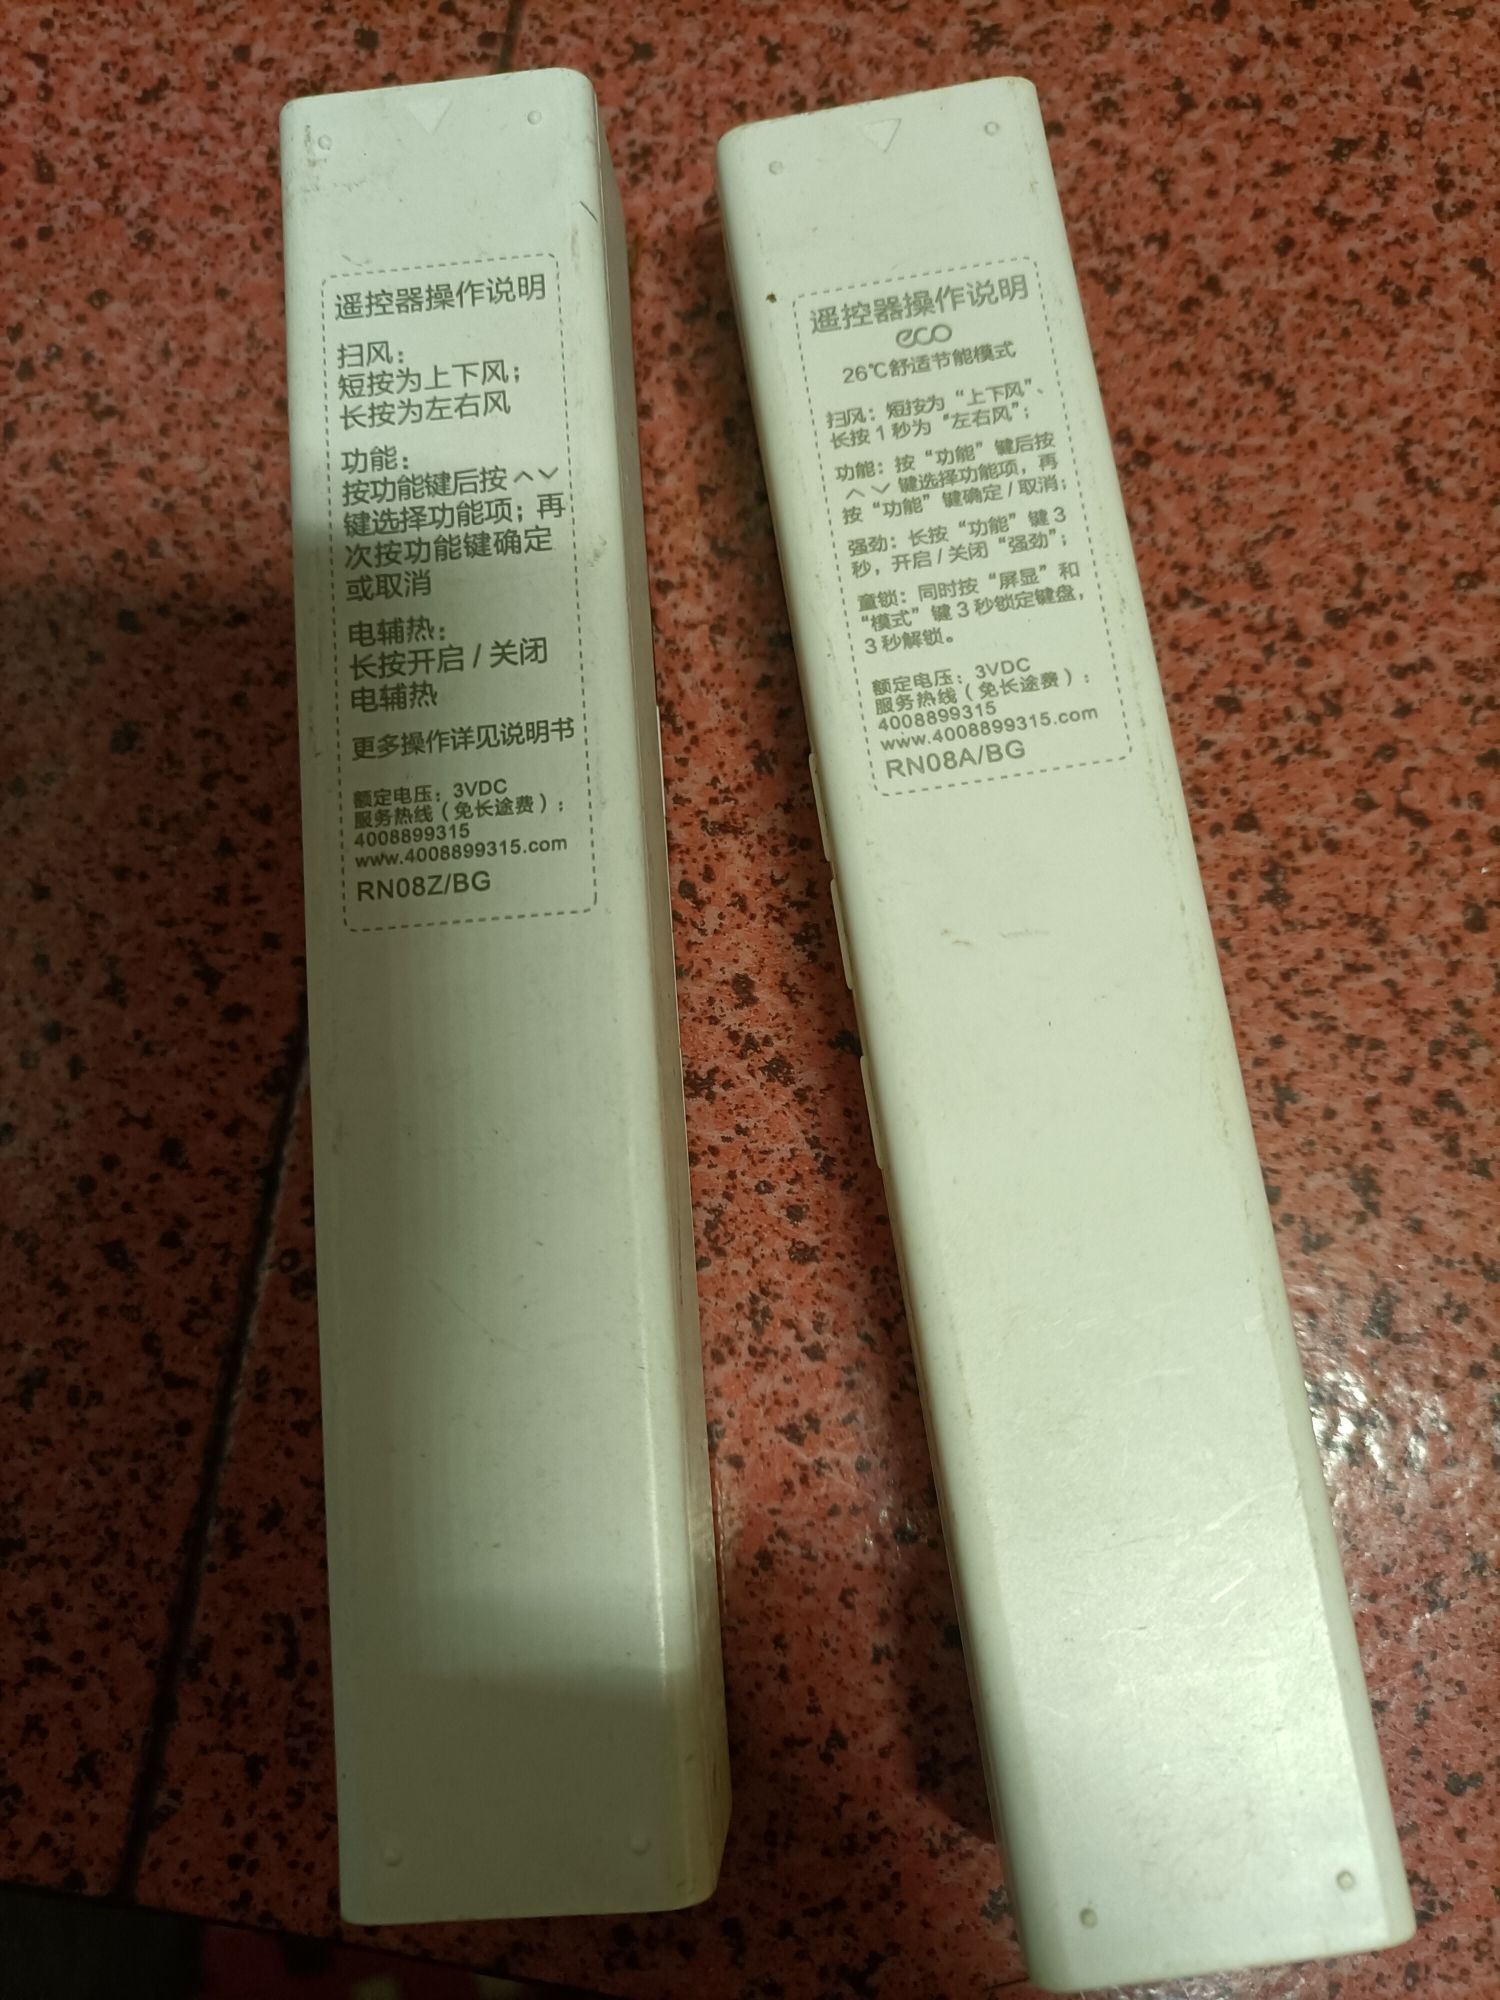 遥控器操作说明
扫风：
短按为上下风；
长按为左右风
功能：
按功能键后按︿﹀
键选择功能项；再
次按功能键确定
或取消
电辅热：
长按开启/关闭
电辅热
更多操作详见说明书
额定电压：3VDC
服务热线（免长途费）：
4008899315
www.4008899315.com
RN08Z/BG
遥控器操作说明
eco
26℃舒适节能模式
扫风：短按为“上下风”、
长按1秒为“左右风”；
功能：按“功能”键后按
︿﹀键选择功能项，再
按“功能”键确定/取消；
强劲：长按“功能”键3
秒，开启/关闭“强劲”；
童锁：同时按“屏显”和
“模式”键3秒锁定键盘，
3秒解锁。
额定电压：3VDC
服务热线（免长途费）：
4008899315
www.4008899315.com
RN08A/BG